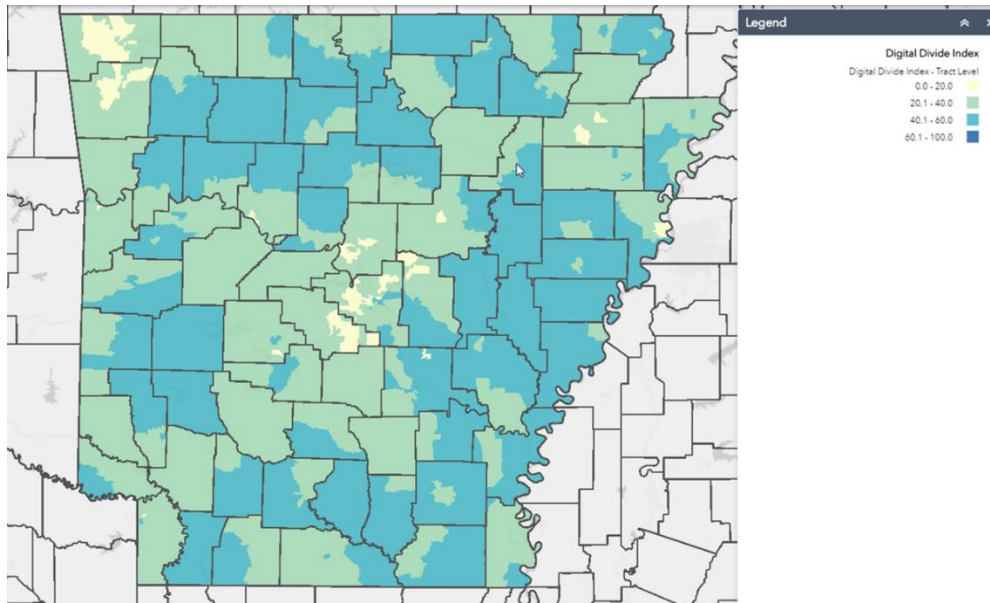 Legend
Digital Divide Index
Digital Divide Index - Tract Level
0.0 - 20.0
20.1 - 40.0
40.1 - 60.0
60.1 - 100.0